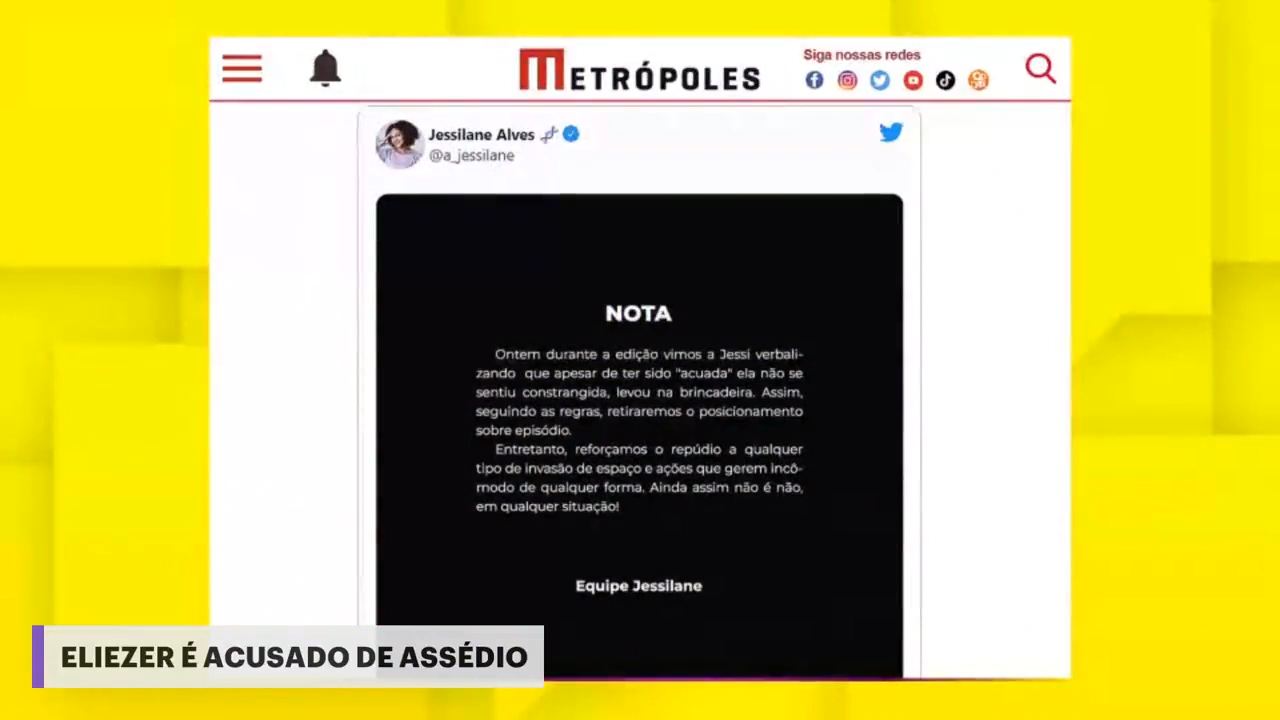 METRÓPOLES
Siga nossas redes
Jessilane Alves
@a_jessilane
NOTA
Ontem durante a edição vimos a Jessi verbali-
zando que apesar de ter sido "acuada" ela não se
sentiu constrangida, levou na brincadeira. Assim,
seguindo as regras, retiraremos o posicionamento
sobre episódio.
Entretanto, reforçamos o repúdio a qualquer
tipo de invasão de espaço e ações que gerem incô-
modo de qualquer forma. Ainda assim não é não,
em qualquer situação!
Equipe Jessilane
ELIEZER É ACUSADO DE ASSÉDIO